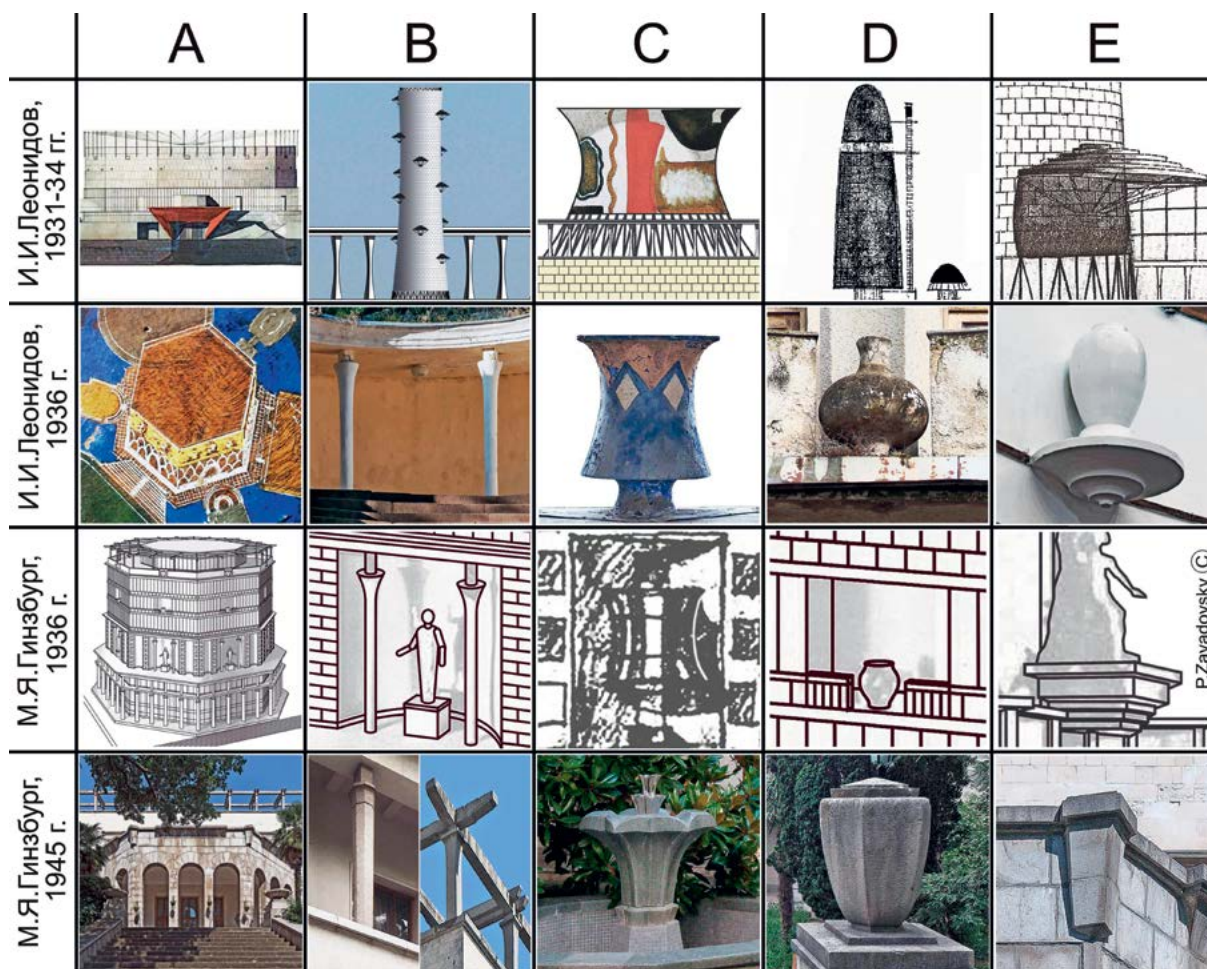 A B C D E
И.И.Леонидов,
1931-34 гг.
И.И.Леонидов,
1936 г.
М.Я.Гинзбург,
1936 г.
P.Zavadovsky ©
М.Я.Гинзбург,
1945 г.